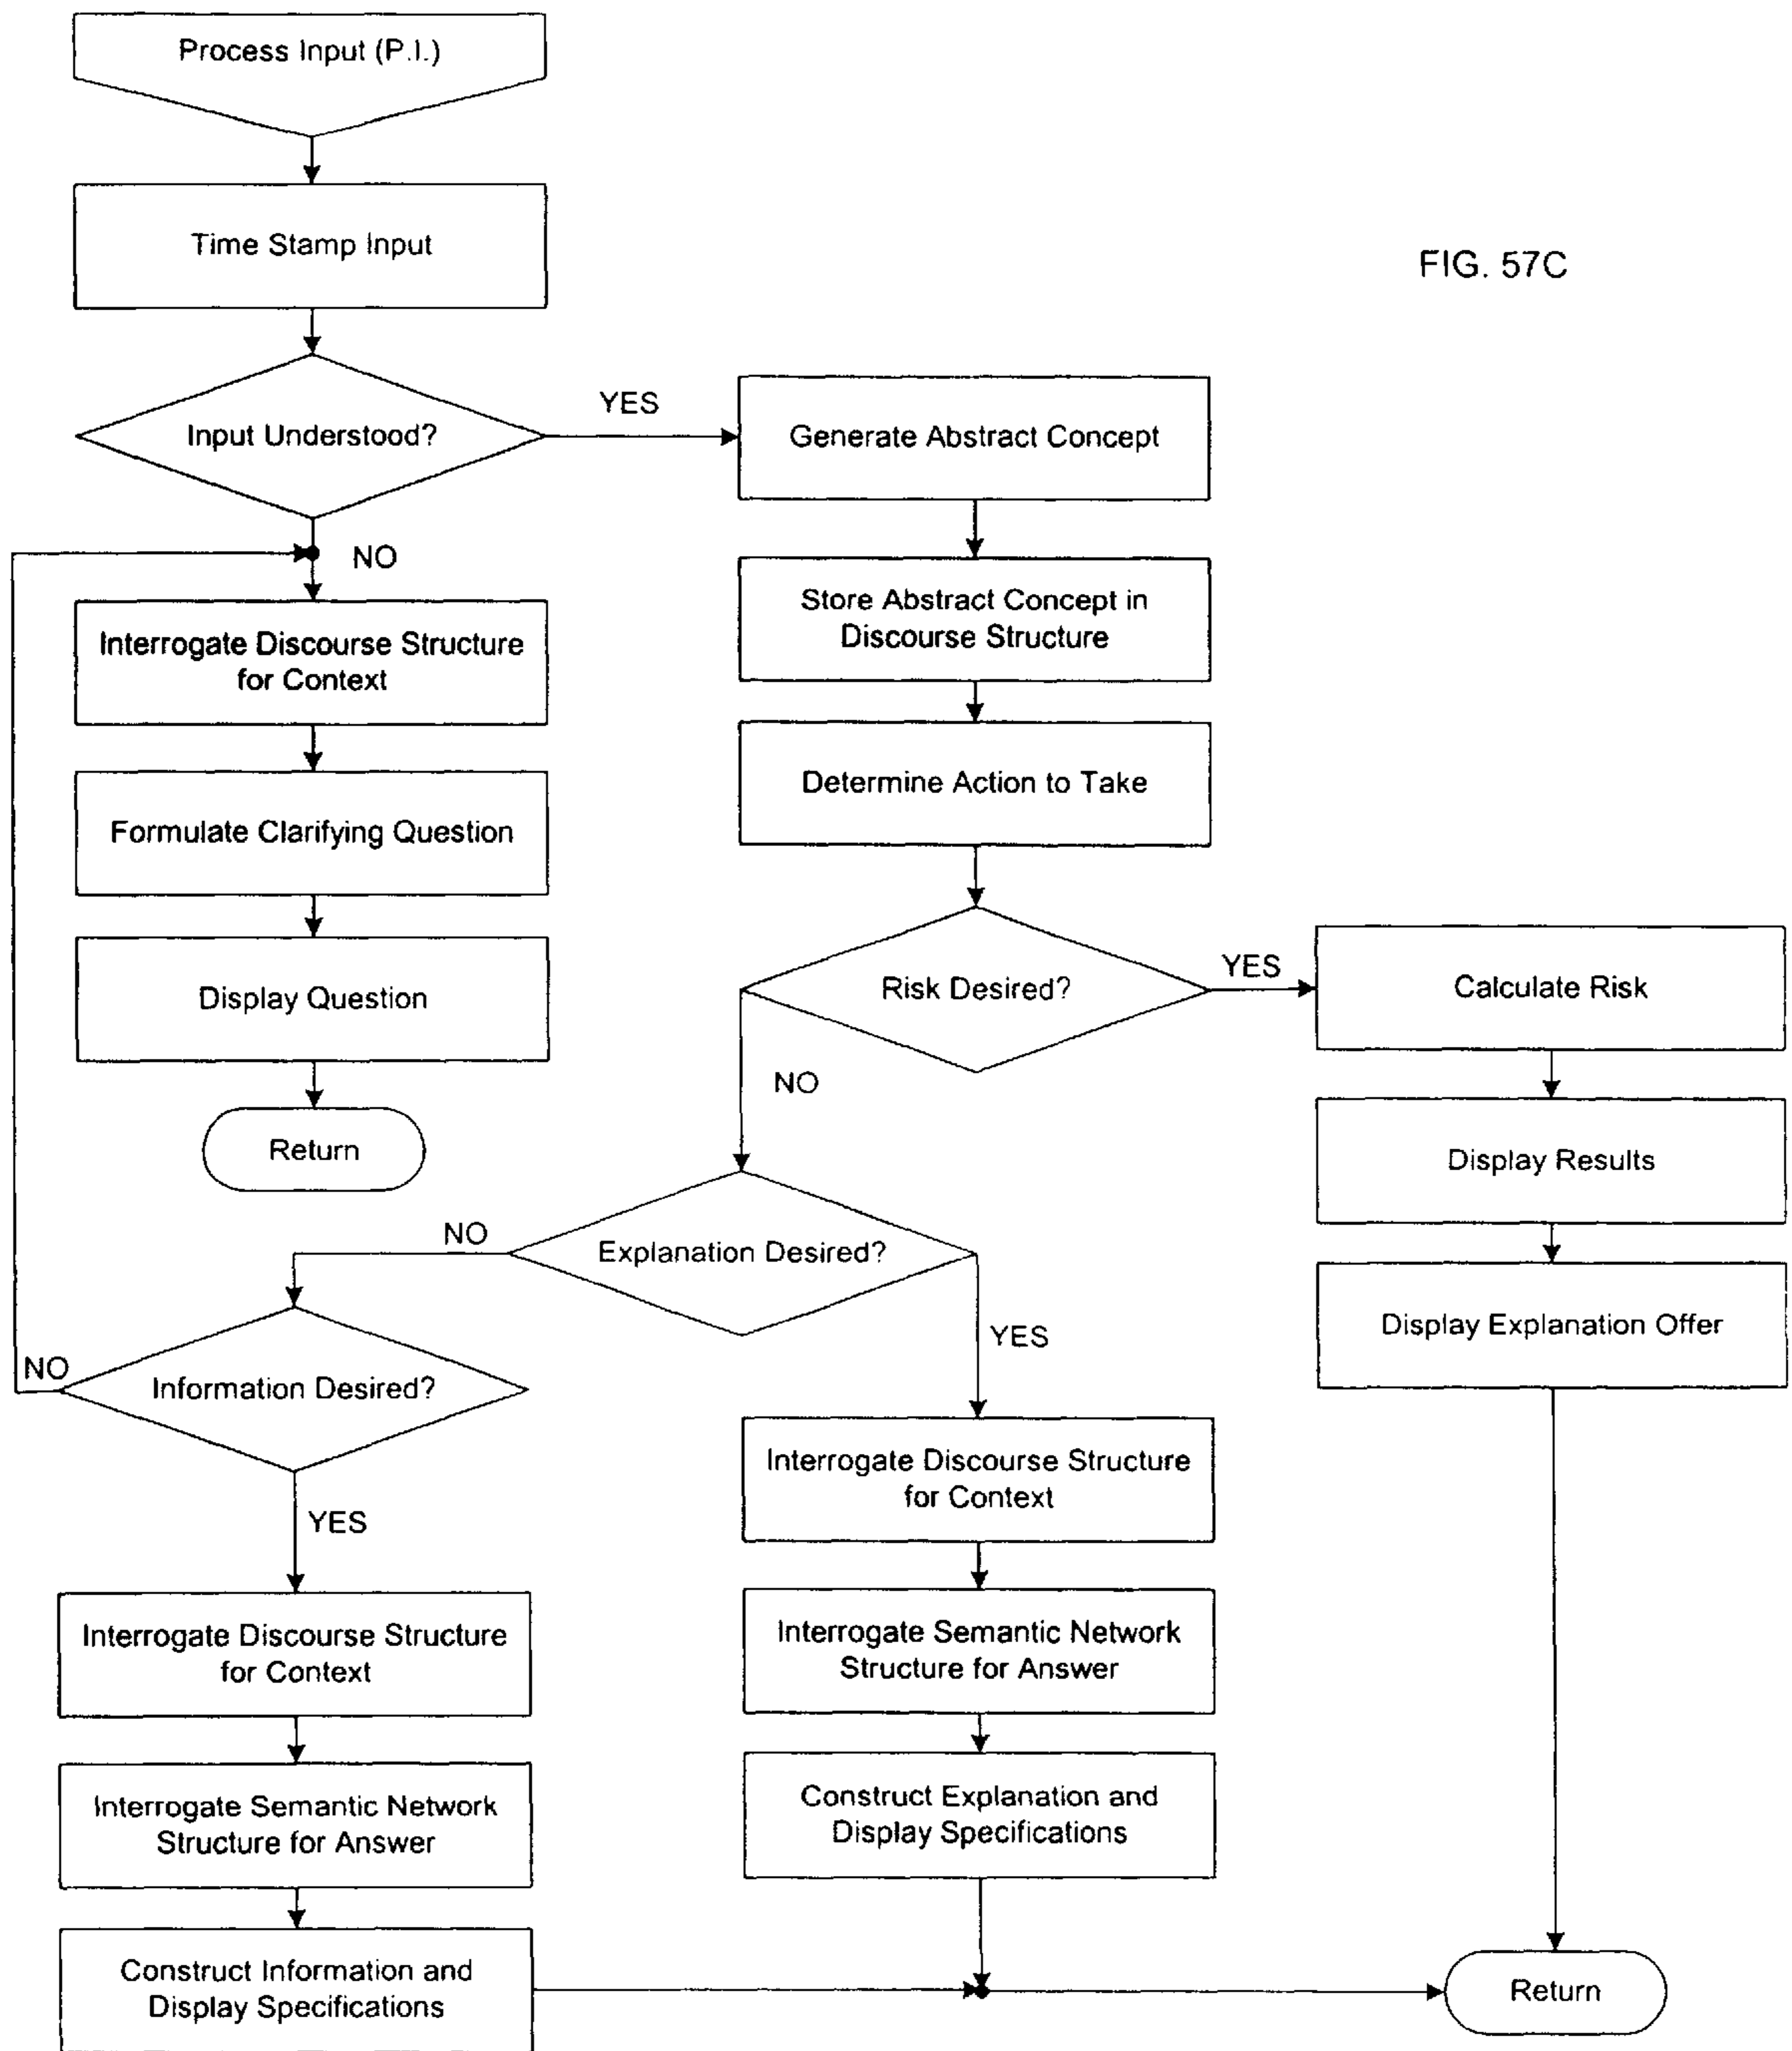 Process Input (P.I.)
Time Stamp Input
FIG. 57C
Input Understood?
YES
Generate Abstract Concept
NO
Store Abstract Concept in
Discourse Structure
Interrogate Discourse Structure
for Context
Determine Action to Take
Formulate Clarifying Question
Display Question
Risk Desired?
YES
Calculate Risk
NO
Return
Display Results
NO
Explanation Desired?
YES
Display Explanation Offer
NO
Information Desired?
YES
Interrogate Discourse Structure
for Context
Interrogate Discourse Structure
for Context
Interrogate Semantic Network
Structure for Answer
Interrogate Semantic Network
Structure for Answer
Construct Explanation and
Display Specifications
Construct Information and
Display Specifications
Return